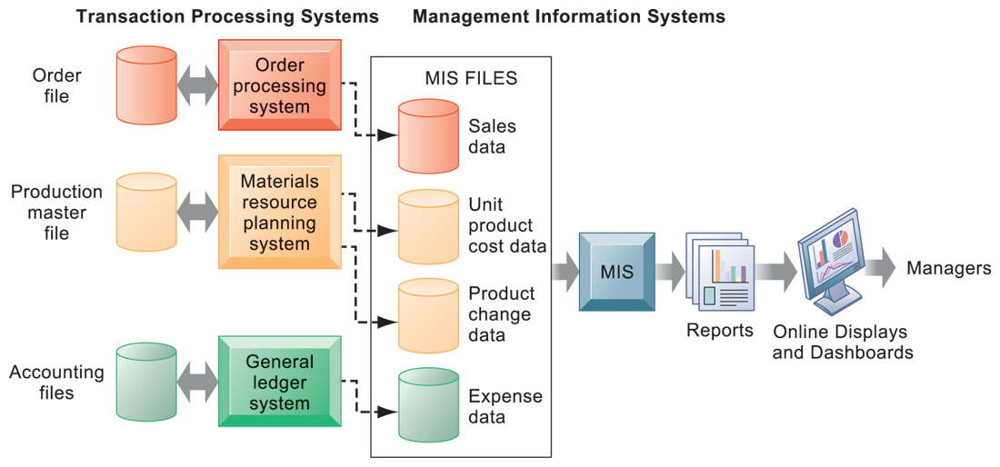 Transaction Processing Systems
Management Information Systems
Order
file
Order
processing
system
MIS FILES
Sales
data
Production
master
file
Materials
resource
planning
system
Unit
product
cost data
Product
change
data
MIS
Reports
Online Displays
and Dashboards
Managers
Accounting
files
General
ledger
system
Expense
data